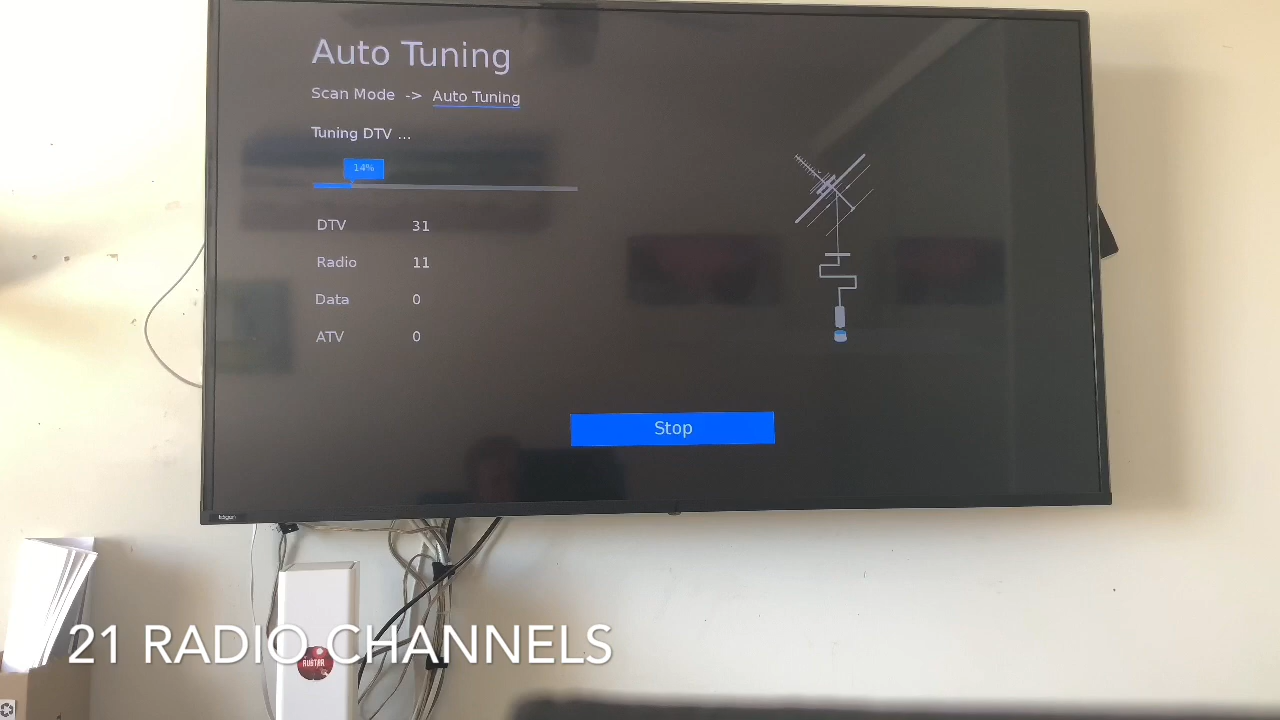 Auto Tuning
Scan Mode -> Auto Tuning
Tuning DTV ...
14%
DTV 31
Radio 11
Data 0
ATV 0
Stop
21 RADIO CHANNELS
AVATAR